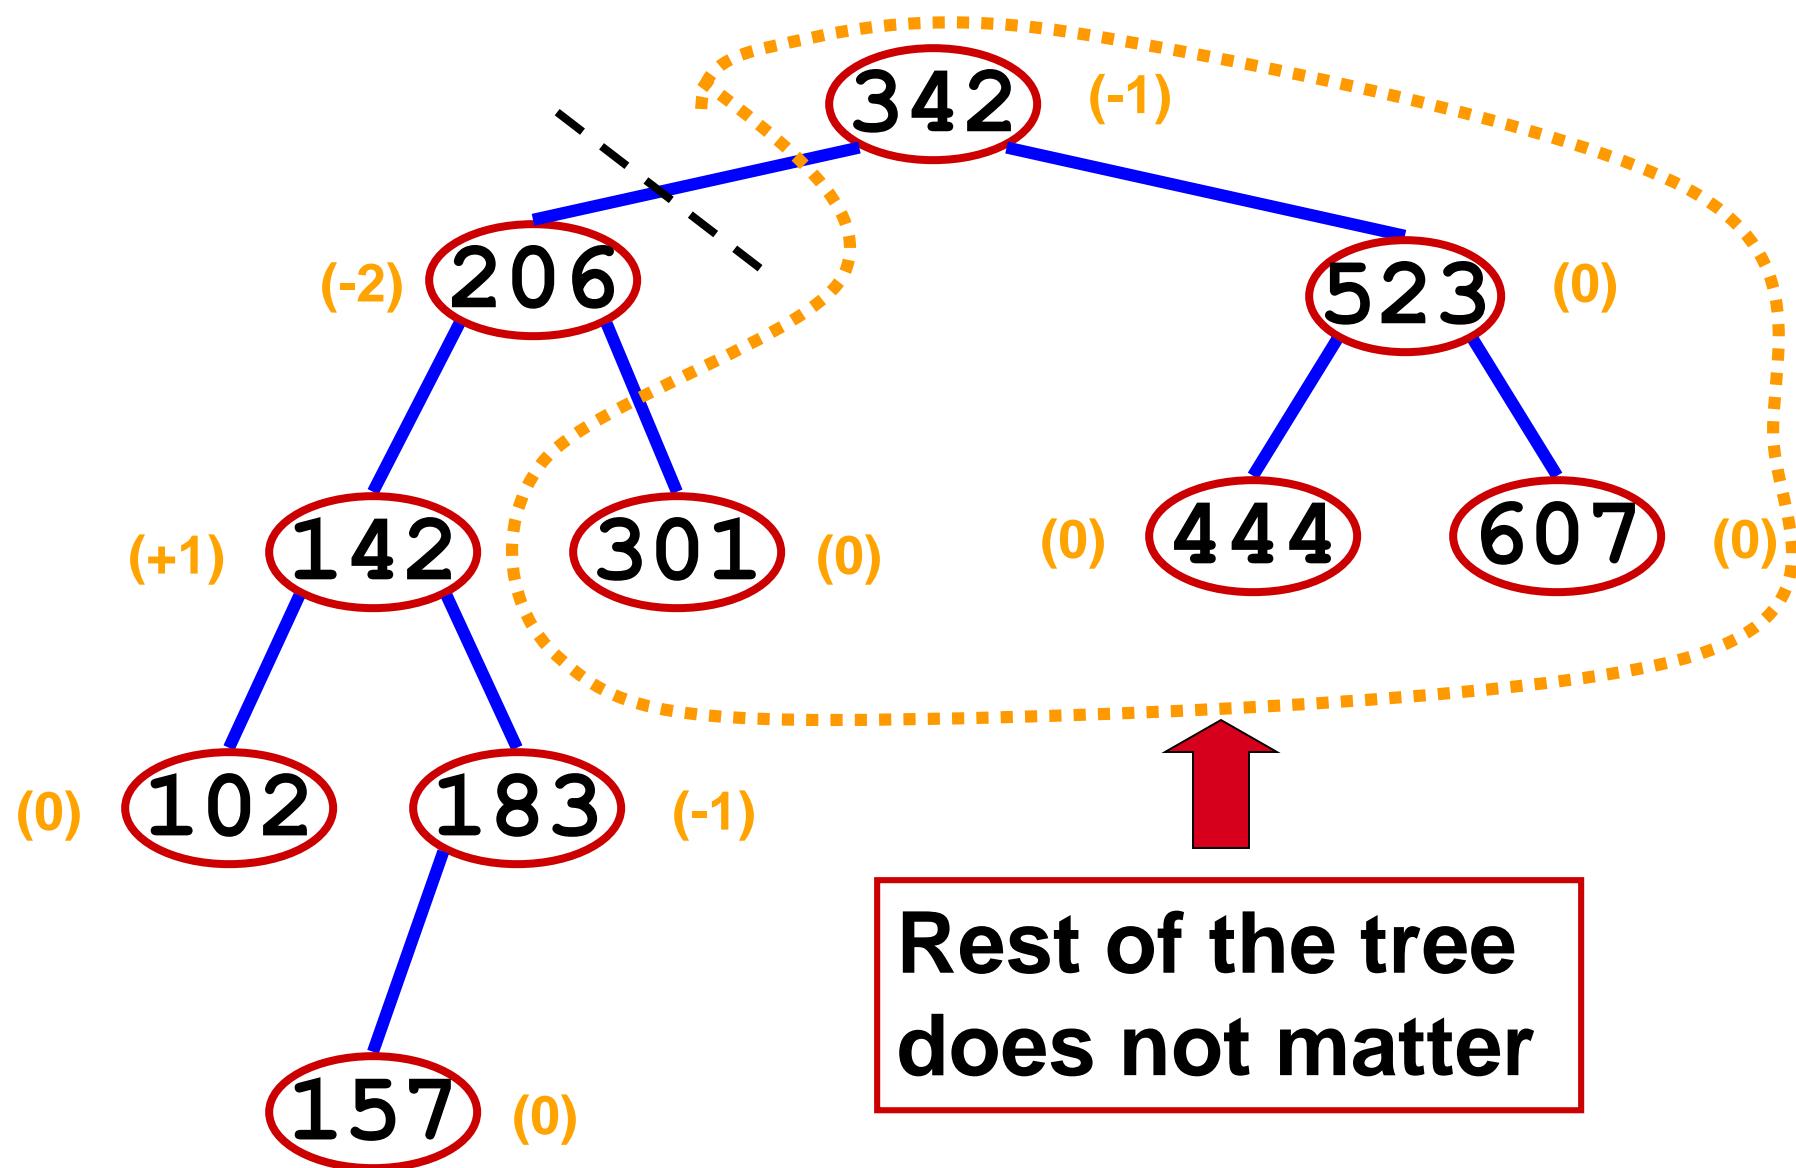 342 (-1)
(-2) 206 523 (0)
(+1) 142 301 (0) (0) 444 607 (0)
(0) 102 183 (-1)
Rest of the tree
does not matter
157 (0)